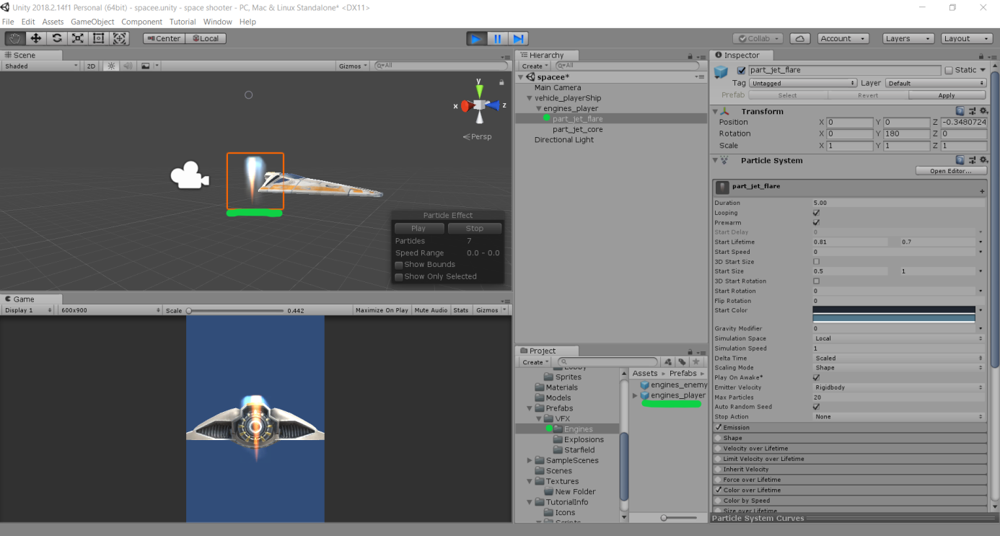 Unity 2018.2.14f1 Personal (64bit) - spacee.unity - space shooter - PC, Mac & Linux Standalone* <DX11>
File Edit Assets GameObject Component Tutorial Window Help
Center Local Collab Account Layers Layout
Scene
Shaded 2D Gizmos All
y
x z
Persp
Particle Effect
Play Stop
Particles 7
Speed Range 0.0 - 0.0
Show Bounds
Show Only Selected
Game
Display 1 600x900 Scale 0.442 Maximize On Play Mute Audio Stats Gizmos
Hierarchy
Create All
spacee*
Main Camera
vehicle_playerShip
engines_player
part_jet_flare
part_jet_core
Directional Light
Project
Create
Lobby
Sprites
Materials
Models
Prefabs
VFX
Engines
Explosions
Starfield
SampleScenes
Scenes
Textures
New Folder
TutorialInfo
Icons
Scripts
Assets Prefabs
engines_enemy
engines_player
Inspector
part_jet_flare Static
Tag Untagged Layer Default
Prefab Select Revert Apply
Transform
Position X 0 Y 0 Z -0.3480724
Rotation X 0 Y 180 Z 0
Scale X 1 Y 1 Z 1
Particle System
Open Editor...
part_jet_flare
Duration 5.00
Looping
Prewarm
Start Delay 0
Start Lifetime 0.81 0.7
Start Speed 0
3D Start Size
Start Size 0.5 1
3D Start Rotation
Start Rotation 0
Flip Rotation 0
Start Color
Gravity Modifier 0
Simulation Space Local
Simulation Speed 1
Delta Time Scaled
Scaling Mode Shape
Play On Awake*
Emitter Velocity Rigidbody
Max Particles 20
Auto Random Seed
Stop Action None
Emission
Shape
Velocity over Lifetime
Limit Velocity over Lifetime
Inherit Velocity
Force over Lifetime
Color over Lifetime
Color by Speed
Size over Lifetime
Particle System Curves